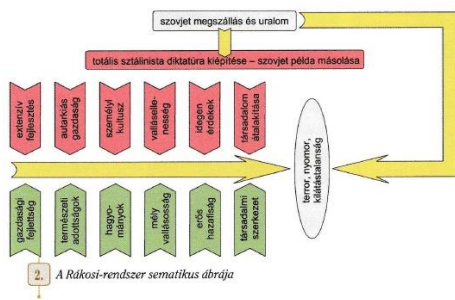 szovjet megszállás és uralom
totális sztálinista diktatúra kiépítése – szovjet példa másolása
extenzív
fejlesztés
autarkiás
gazdaság
személyi
kultusz
valláselle-
nesség
idegen
érdekek
társadalom
átalakítása
terror, nyomor,
kilátástalanság
gazdasági
fejlettség
természeti
adottságok
hagyo-
mányok
mély
vallásosság
erős
hazafiság
társadalmi
szerkezet
2. A Rákosi-rendszer sematikus ábrája